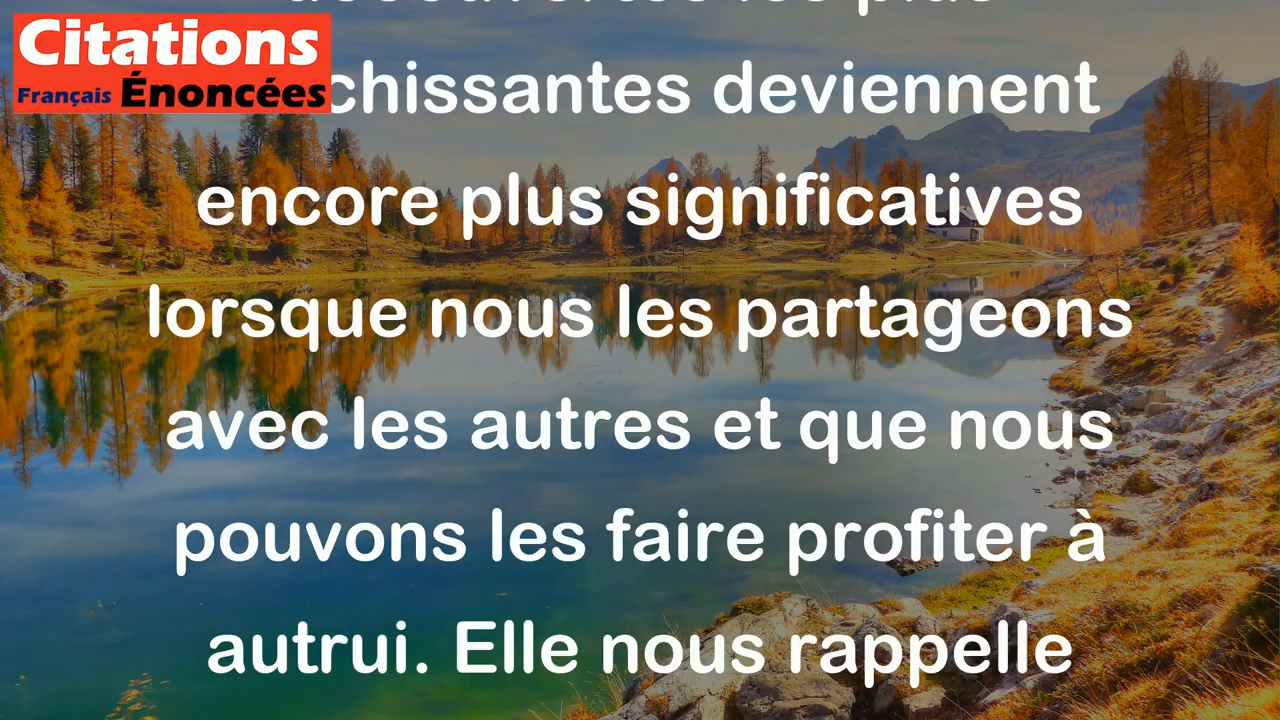 Citations
Français Énoncées
chissantes deviennent
encore plus significatives
lorsque nous les partageons
avec les autres et que nous
pouvons les faire profiter à
autrui. Elle nous rappelle